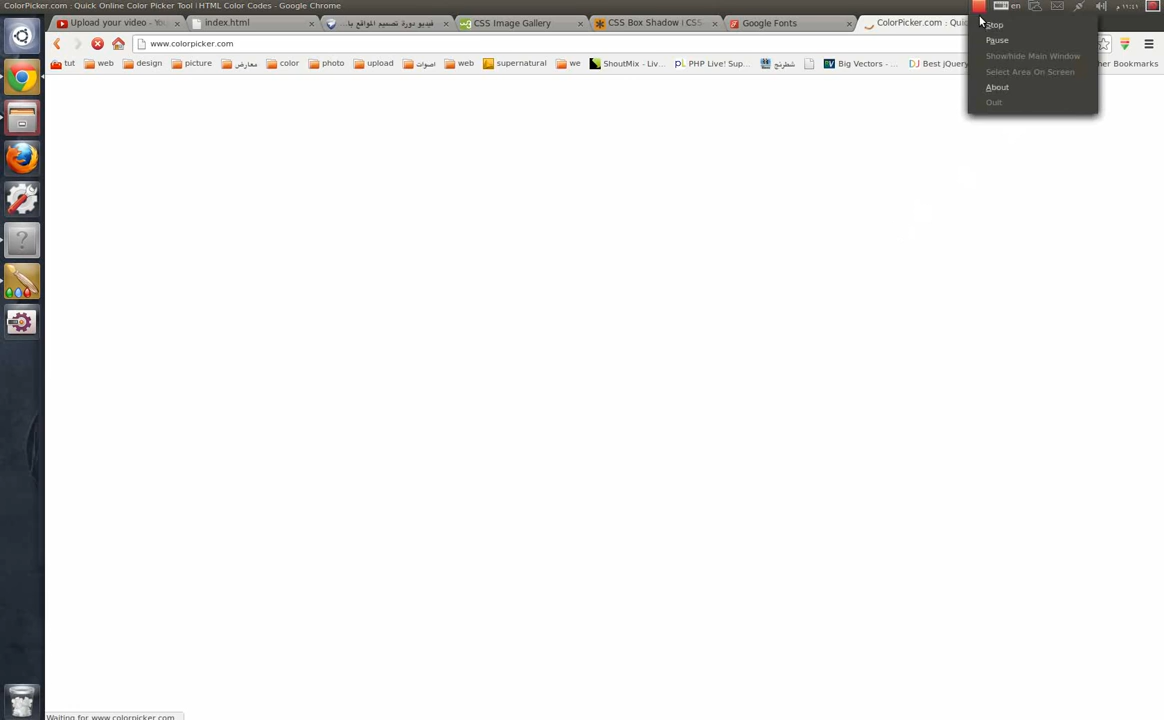 ColorPicker.com : Quick Online Color Picker Tool | HTML Color Codes - Google Chrome
en
١١:٤١ م
Upload your video - You
index.html
فيديو دورة تصميم المواقع با...
CSS Image Gallery
CSS Box Shadow | CSS
Google Fonts
ColorPicker.com : Quic
www.colorpicker.com
tut
web
design
picture
معارض
color
photo
upload
اصوات
web
supernatural
we
ShoutMix - Liv...
PHP Live! Sup...
شطرنج
Big Vectors - ...
Best jQuery
her Bookmarks
Stop
Pause
Show/hide Main Window
Select Area On Screen
About
Quit
Waiting for www.colorpicker.com...